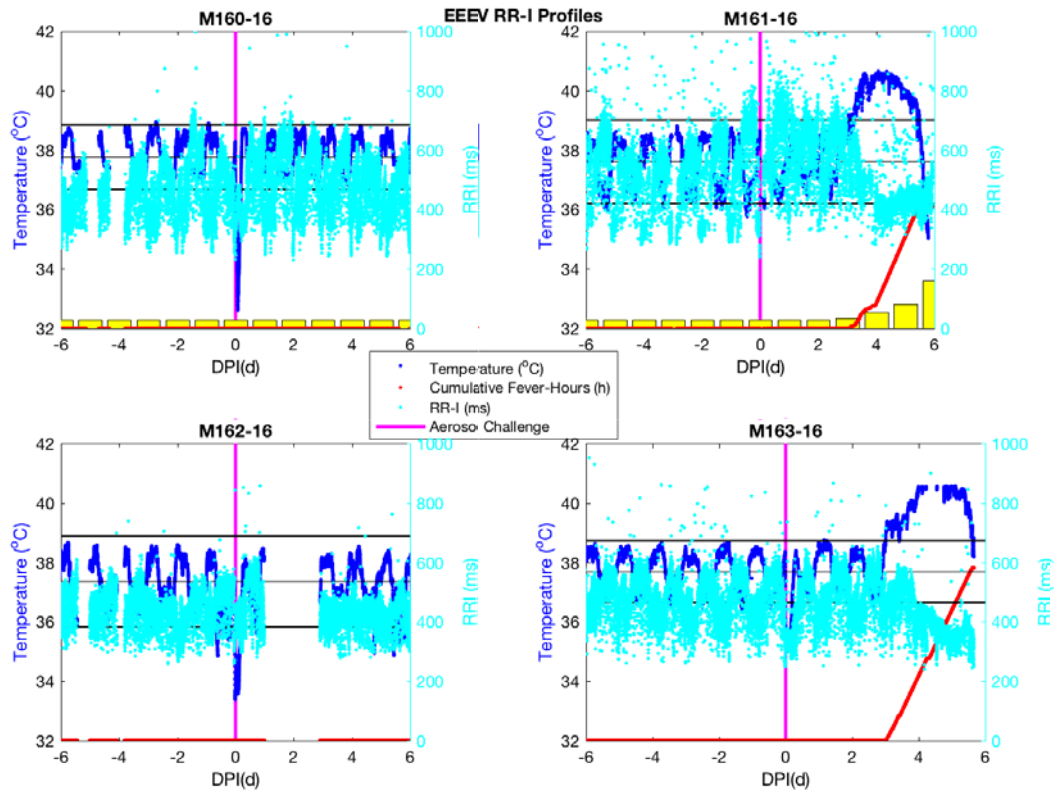 EEEV RR-I Profiles
M160-16
M161-16
42
40
38
36
34
32
Temperature (°C)
1000
800
600
400
200
0
RRI (ms)
-6 -4 -2 0 2 4 6
DPI(d)
42
40
38
36
34
32
Temperature (°C)
1000
800
600
400
200
0
RRI (ms)
-6 -4 -2 0 2 4 6
DPI(d)
Temperature (°C)
Cumulative Fever-Hours (h)
RR-I (ms)
Aeroso Challenge
M162-16
M163-16
42
40
38
36
34
32
Temperature (°C)
1000
800
600
400
200
0
RRI (ms)
-6 -4 -2 0 2 4 6
DPI(d)
42
40
38
36
34
32
Temperature (°C)
1000
800
600
400
200
0
RRI (ms)
-6 -4 -2 0 2 4 6
DPI(d)